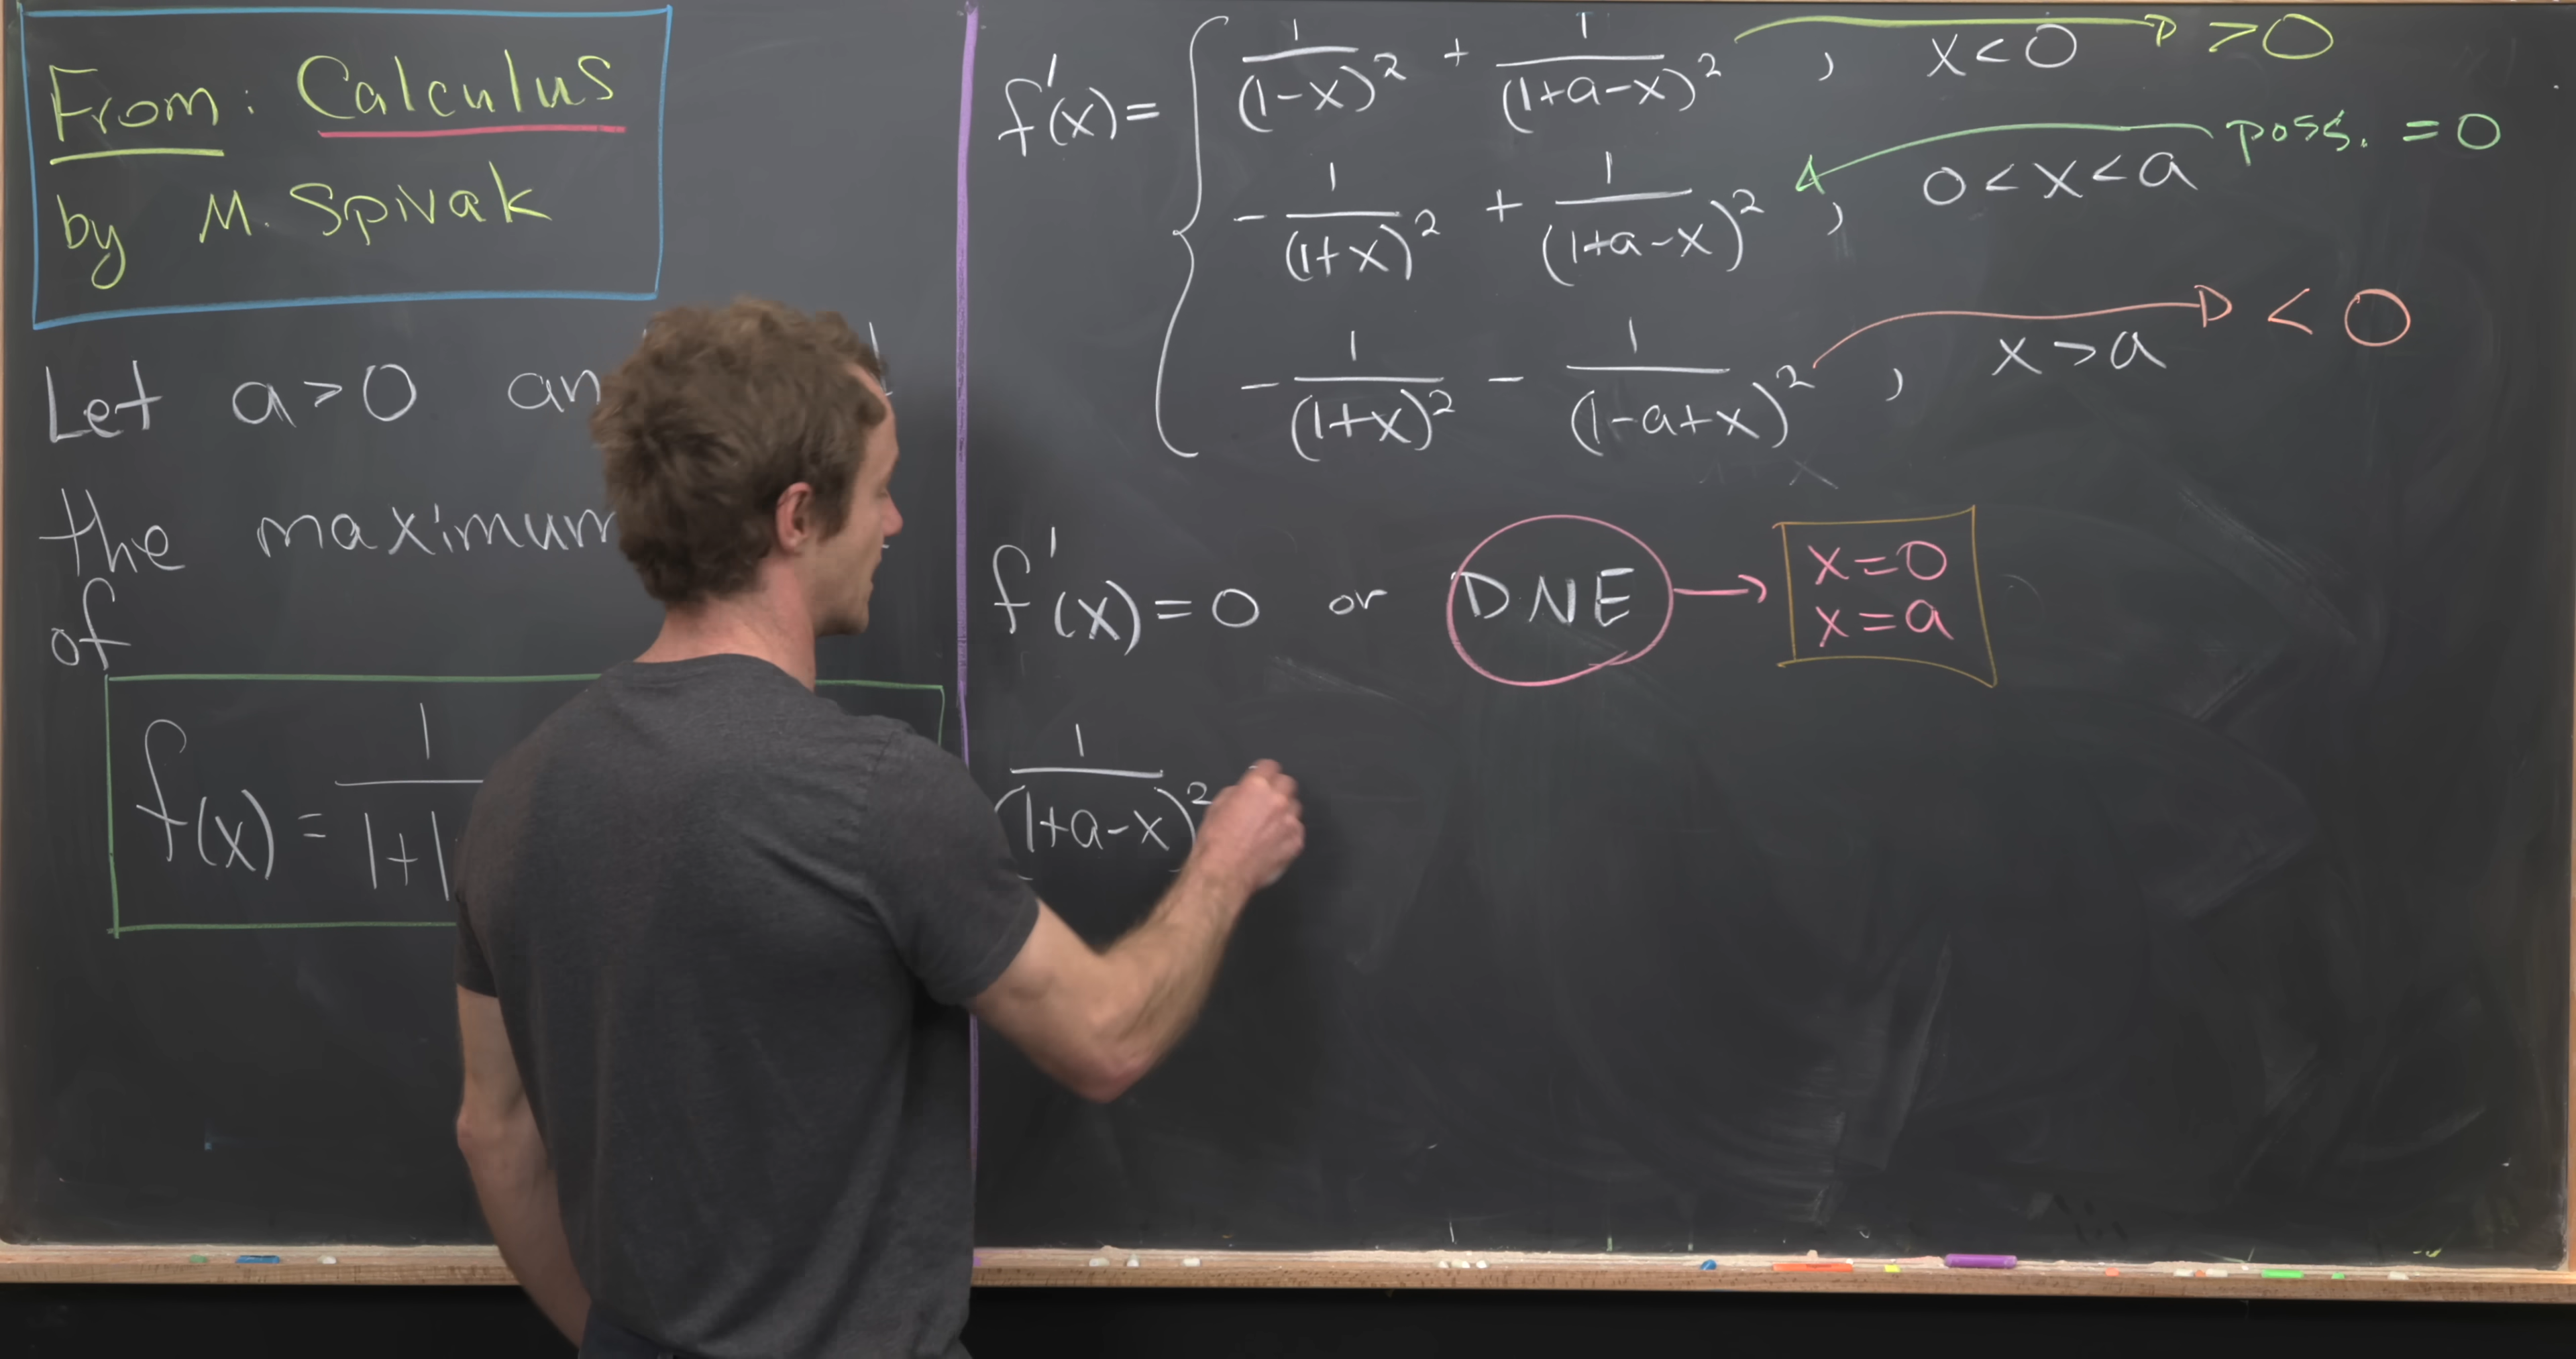 From: Calculus
by M. Spivak
Let a>0
the maximum
of
f(x) = 1/(1+|
f'(x) = { 1/(1-x)² + 1/(1+a-x)² , x<0 → >0
-1/(1+x)² + 1/(1+a-x)² , 0<x<a ← poss. =0
-1/(1+x)² - 1/(1-a+x)² , x>a → <0
f'(x)=0 or DNE → x=0
x=a
1/(1+a-x)²